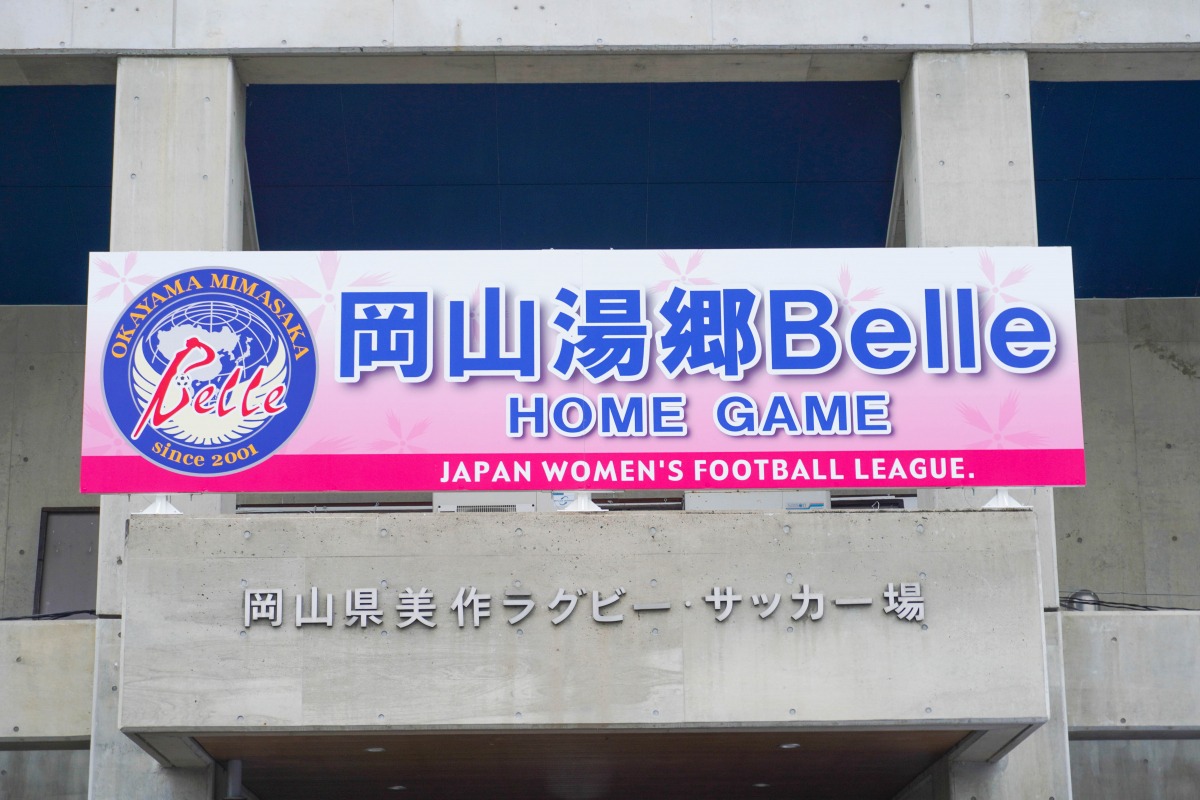 OKAYAMA MIMASAKA
Belle
since 2001
岡山湯郷Belle
HOME GAME
JAPAN WOMEN'S FOOTBALL LEAGUE.
岡山県美作ラグビー・サッカー場